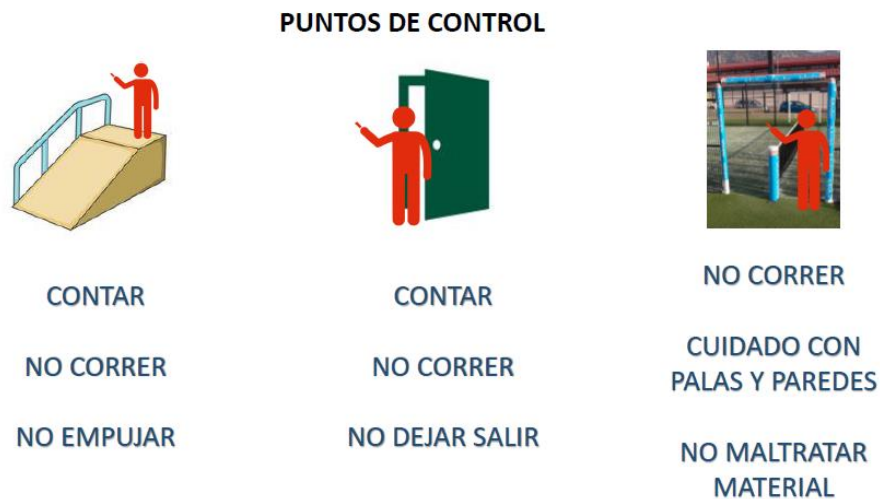 PUNTOS DE CONTROL
CONTAR
NO CORRER
NO EMPUJAR
CONTAR
NO CORRER
NO DEJAR SALIR
NO CORRER
CUIDADO CON
PALAS Y PAREDES
NO MALTRATAR
MATERIAL